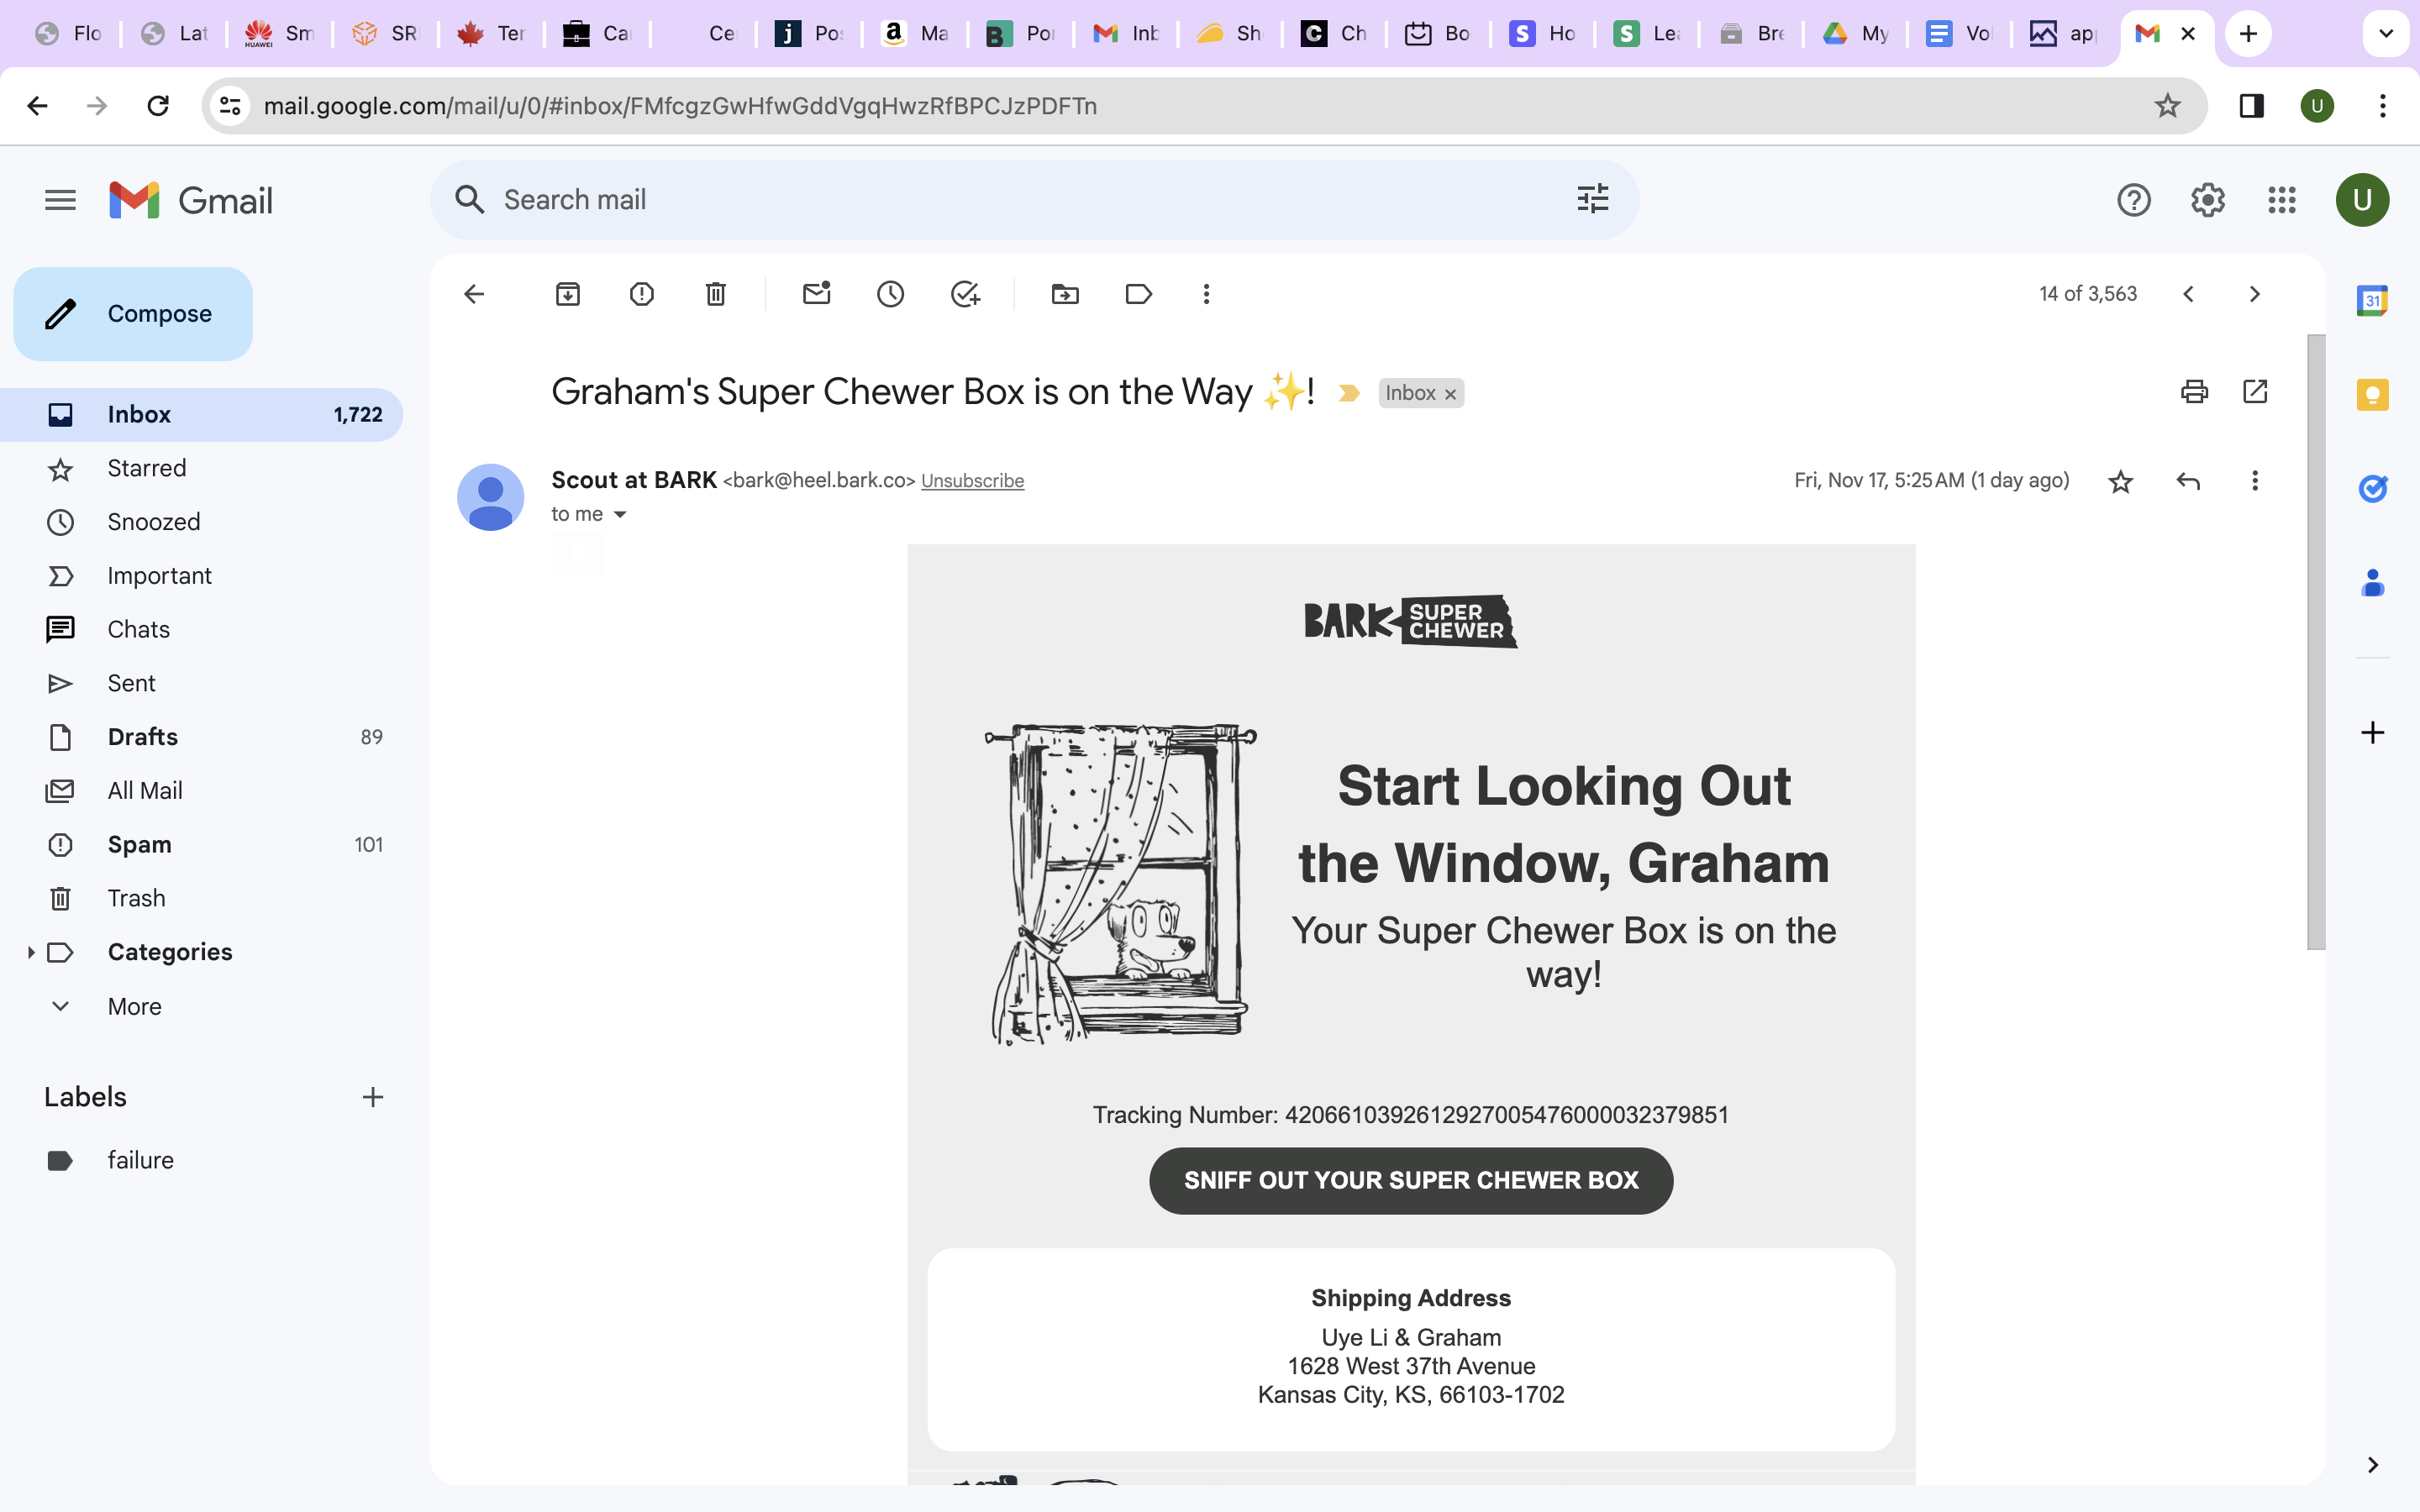 Flo
Lat
Sm
SR
Ter
Ca
Ce
Po
Ma
Por
Inb
Sh
Ch
Bo
Ho
Le
Bre
My
Vo
ap
mail.google.com/mail/u/0/#inbox/FMfcgzGwHfwGddVgqHwzRfBPCJzPDFTn
U
Gmail
Search mail
U
Compose
Inbox 1,722
Starred
Snoozed
Important
Chats
Sent
Drafts 89
All Mail
Spam 101
Trash
Categories
More
Labels
failure
14 of 3,563
Graham's Super Chewer Box is on the Way ✨! Inbox
Scout at BARK <bark@heel.bark.co> Unsubscribe
Fri, Nov 17, 5:25 AM (1 day ago)
to me
BARK SUPER
CHEWER
Start Looking Out
the Window, Graham
Your Super Chewer Box is on the
way!
Tracking Number: 420661039261292700547600003237985​1
SNIFF OUT YOUR SUPER CHEWER BOX
Shipping Address
Uye Li & Graham
1628 West 37th Avenue
Kansas City, KS, 66103-1702
31